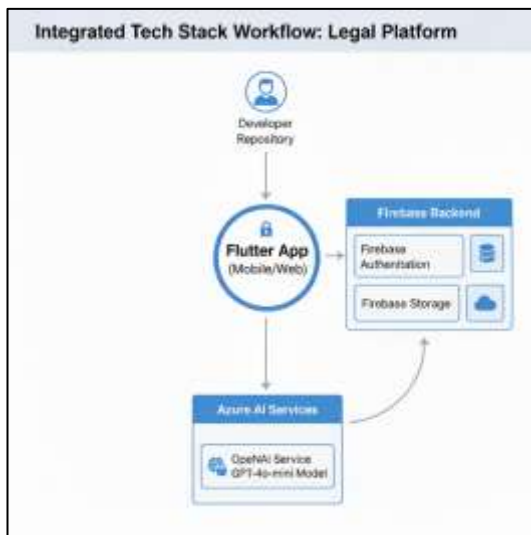 Integrated Tech Stack Workflow: Legal Platform
Developer
Repository
Flutter App
(Mobile/Web)
Firebase Backend
Firebase
Authentitation
Firebase Storage
Azure AI Services
OpeNAI Service
GPT-4o-mini Model